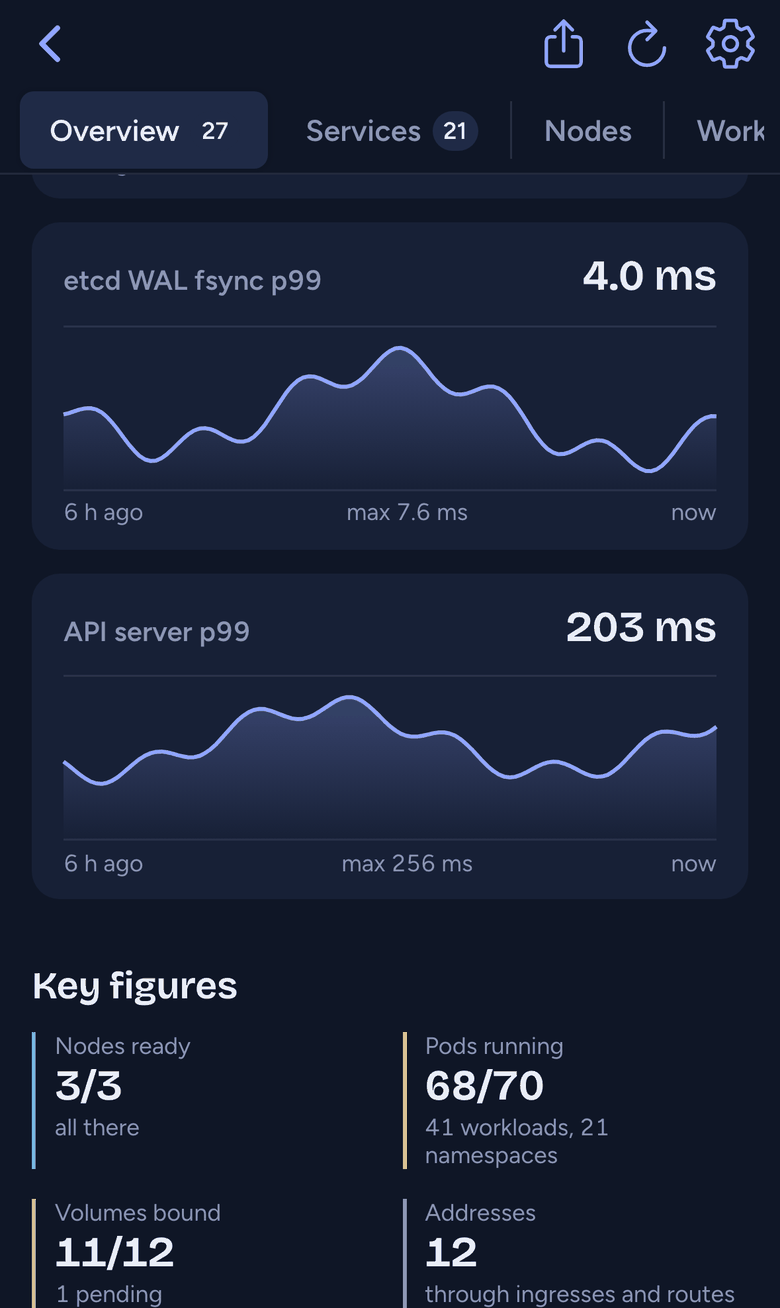 Overview 27 Services 21 Nodes Work
etcd WAL fsync p99 4.0 ms
6 h ago max 7.6 ms now
API server p99 203 ms
6 h ago max 256 ms now
Key figures
Nodes ready
3/3
all there
Pods running
68/70
41 workloads, 21
namespaces
Volumes bound
11/12
1 pending
Addresses
12
through ingresses and routes